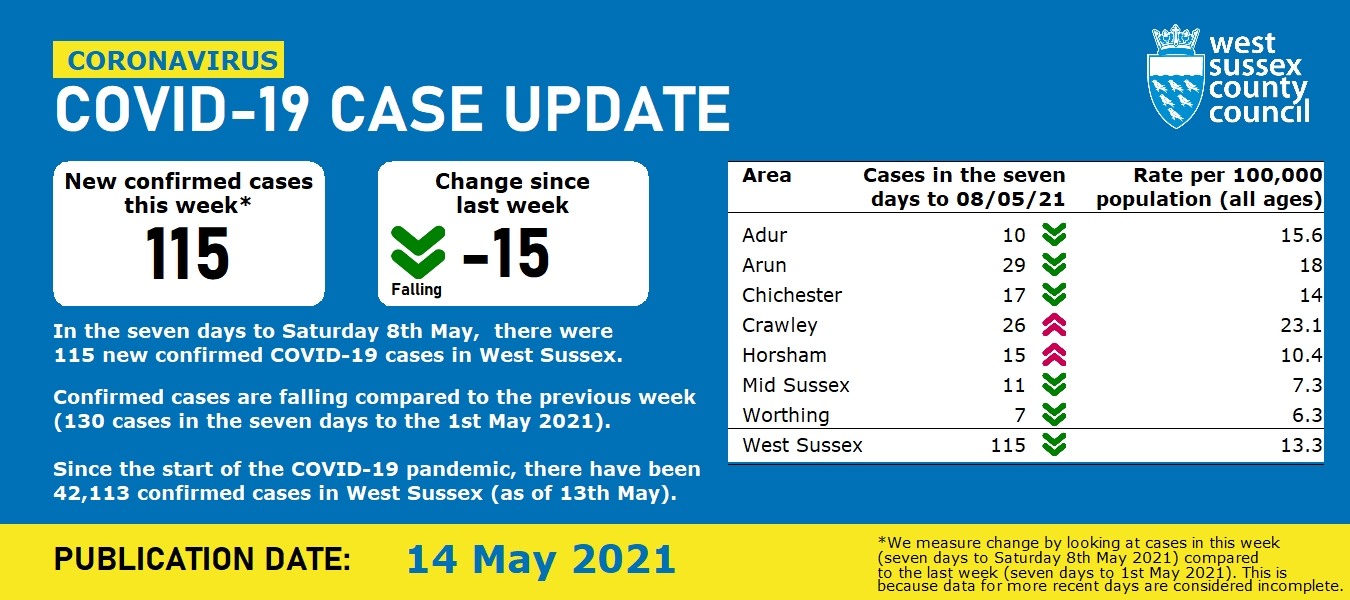 CORONAVIRUS
COVID-19 CASE UPDATE
west
sussex
county
council
New confirmed cases
this week*
115
Change since
last week
-15
Falling
In the seven days to Saturday 8th May,  there were
115 new confirmed COVID-19 cases in West Sussex.
Confirmed cases are falling compared to the previous week
(130 cases in the seven days to the 1st May 2021).
Since the start of the COVID-19 pandemic, there have been
42,113 confirmed cases in West Sussex (as of 13th May).
Area Cases in the seven Rate per 100,000
days to 08/05/21 population (all ages)
Adur 10 15.6
Arun 29 18
Chichester 17 14
Crawley 26 23.1
Horsham 15 10.4
Mid Sussex 11 7.3
Worthing 7 6.3
West Sussex 115 13.3
PUBLICATION DATE: 14 May 2021
*We measure change by looking at cases in this week
(seven days to Saturday 8th May 2021) compared
to the last week (seven days to 1st May 2021). This is
because data for more recent days are considered incomplete.